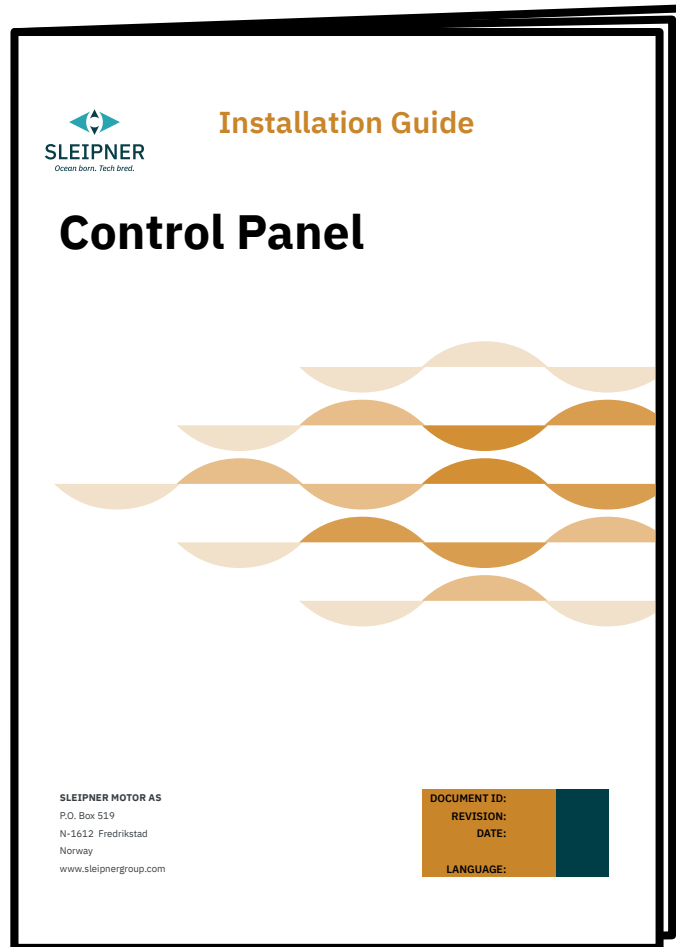 Installation Guide
SLEIPNER
Ocean born. Tech bred.
Control Panel
SLEIPNER MOTOR AS
P.O. Box 519
N-1612 Fredrikstad
Norway
www.sleipnergroup.com
DOCUMENT ID:
REVISION:
DATE:
LANGUAGE: